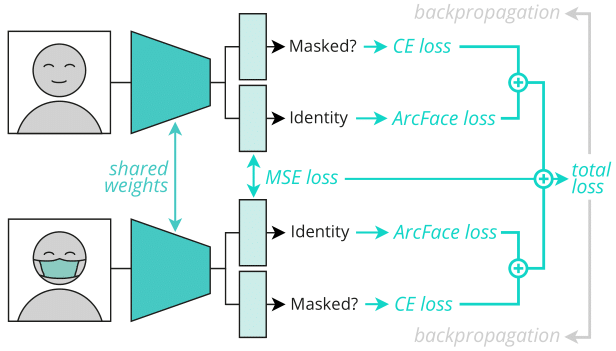 backpropagation
Masked? CE loss
Identity ArcFace loss
shared
weights
MSE loss
total
loss
Identity ArcFace loss
Masked? CE loss
backpropagation